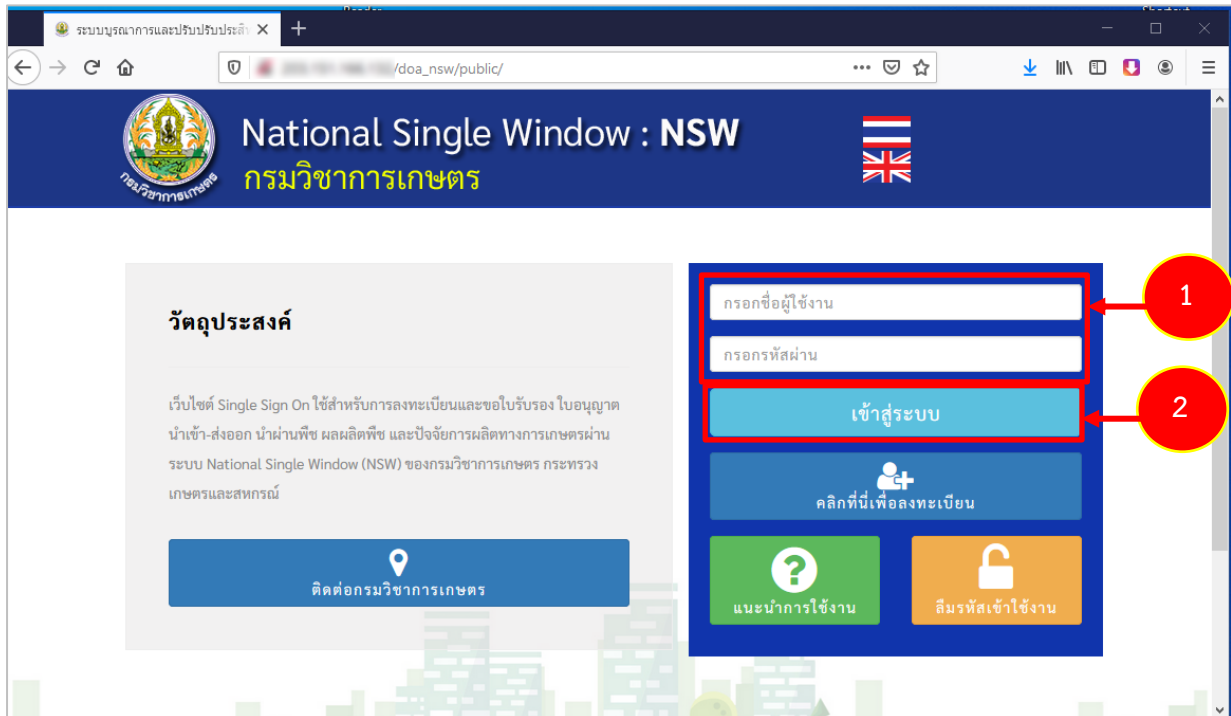 ระบบบูรณาการและปรับปรับประสิ
/doa_nsw/public/
National Single Window : NSW
กรมวิชาการเกษตร
กรมวิชาการเกษตร
วัตถุประสงค์
เว็บไซต์ Single Sign On ใช้สำหรับการลงทะเบียนและขอใบรับรอง ใบอนุญาต
นำเข้า-ส่งออก นำผ่านพืช ผลผลิตพืช และปัจจัยการผลิตทางการเกษตรผ่าน
ระบบ National Single Window (NSW) ของกรมวิชาการเกษตร กระทรวง
เกษตรและสหกรณ์
ติดต่อกรมวิชาการเกษตร
กรอกชื่อผู้ใช้งาน
1
กรอกรหัสผ่าน
เข้าสู่ระบบ
2
คลิกที่นี่เพื่อลงทะเบียน
แนะนำการใช้งาน
ลืมรหัสเข้าใช้งาน